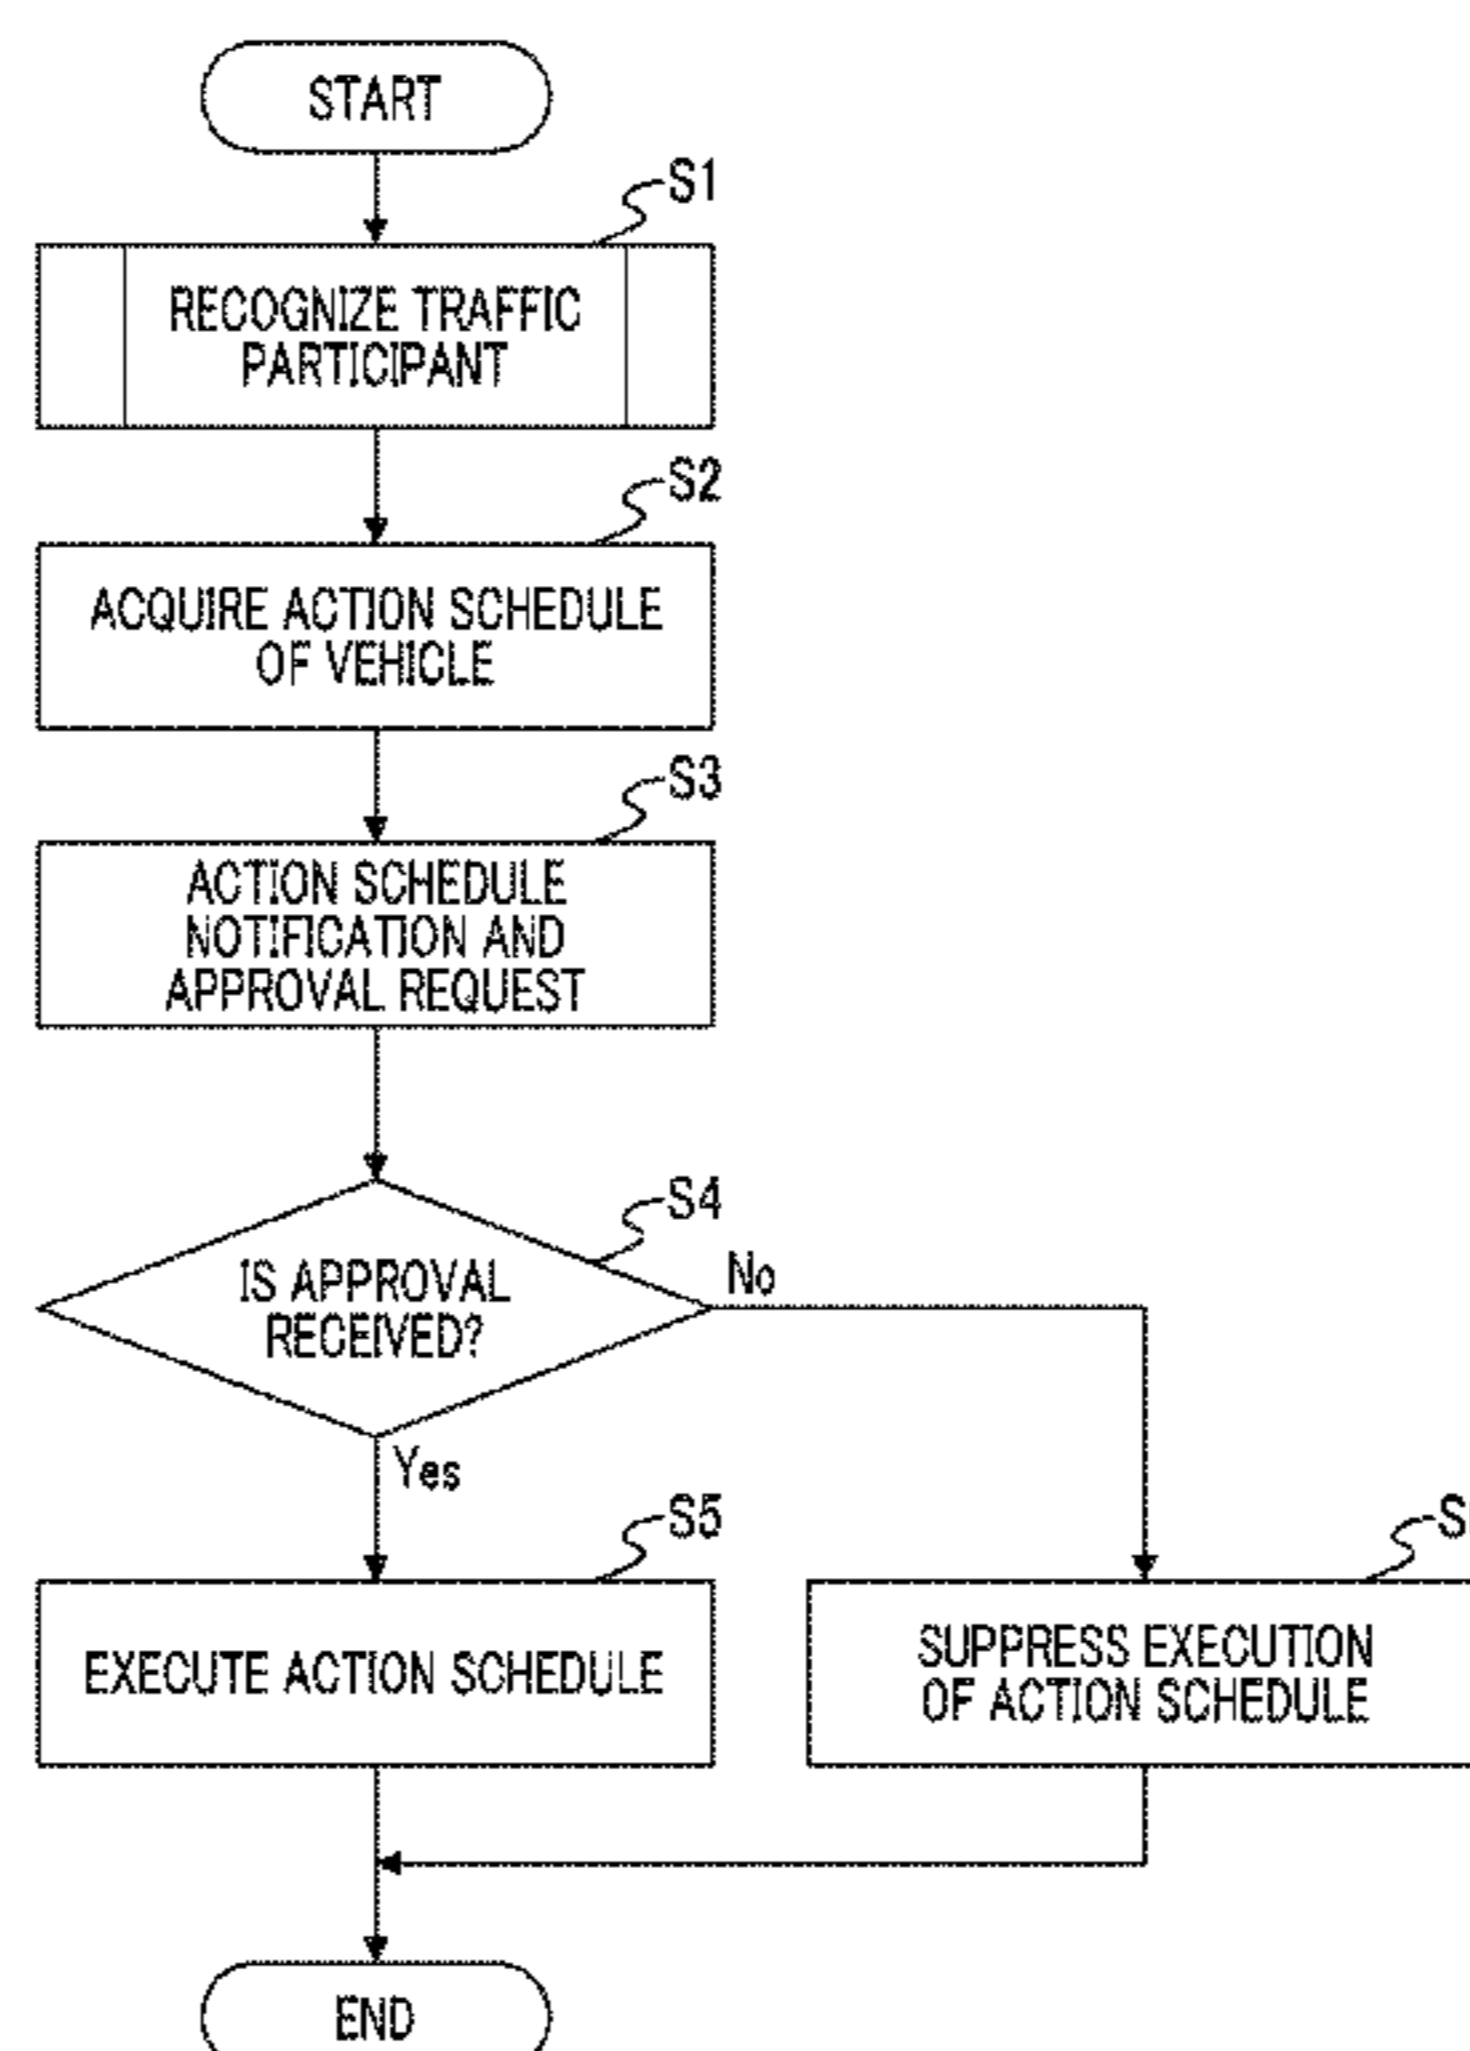 START
S1
RECOGNIZE TRAFFIC
PARTICIPANT
S2
ACQUIRE ACTION SCHEDULE
OF VEHICLE
S3
ACTION SCHEDULE
NOTIFICATION AND
APPROVAL REQUEST
S4
IS APPROVAL
RECEIVED?
No
Yes
S5
EXECUTE ACTION SCHEDULE
SUPPRESS EXECUTION
OF ACTION SCHEDULE
END